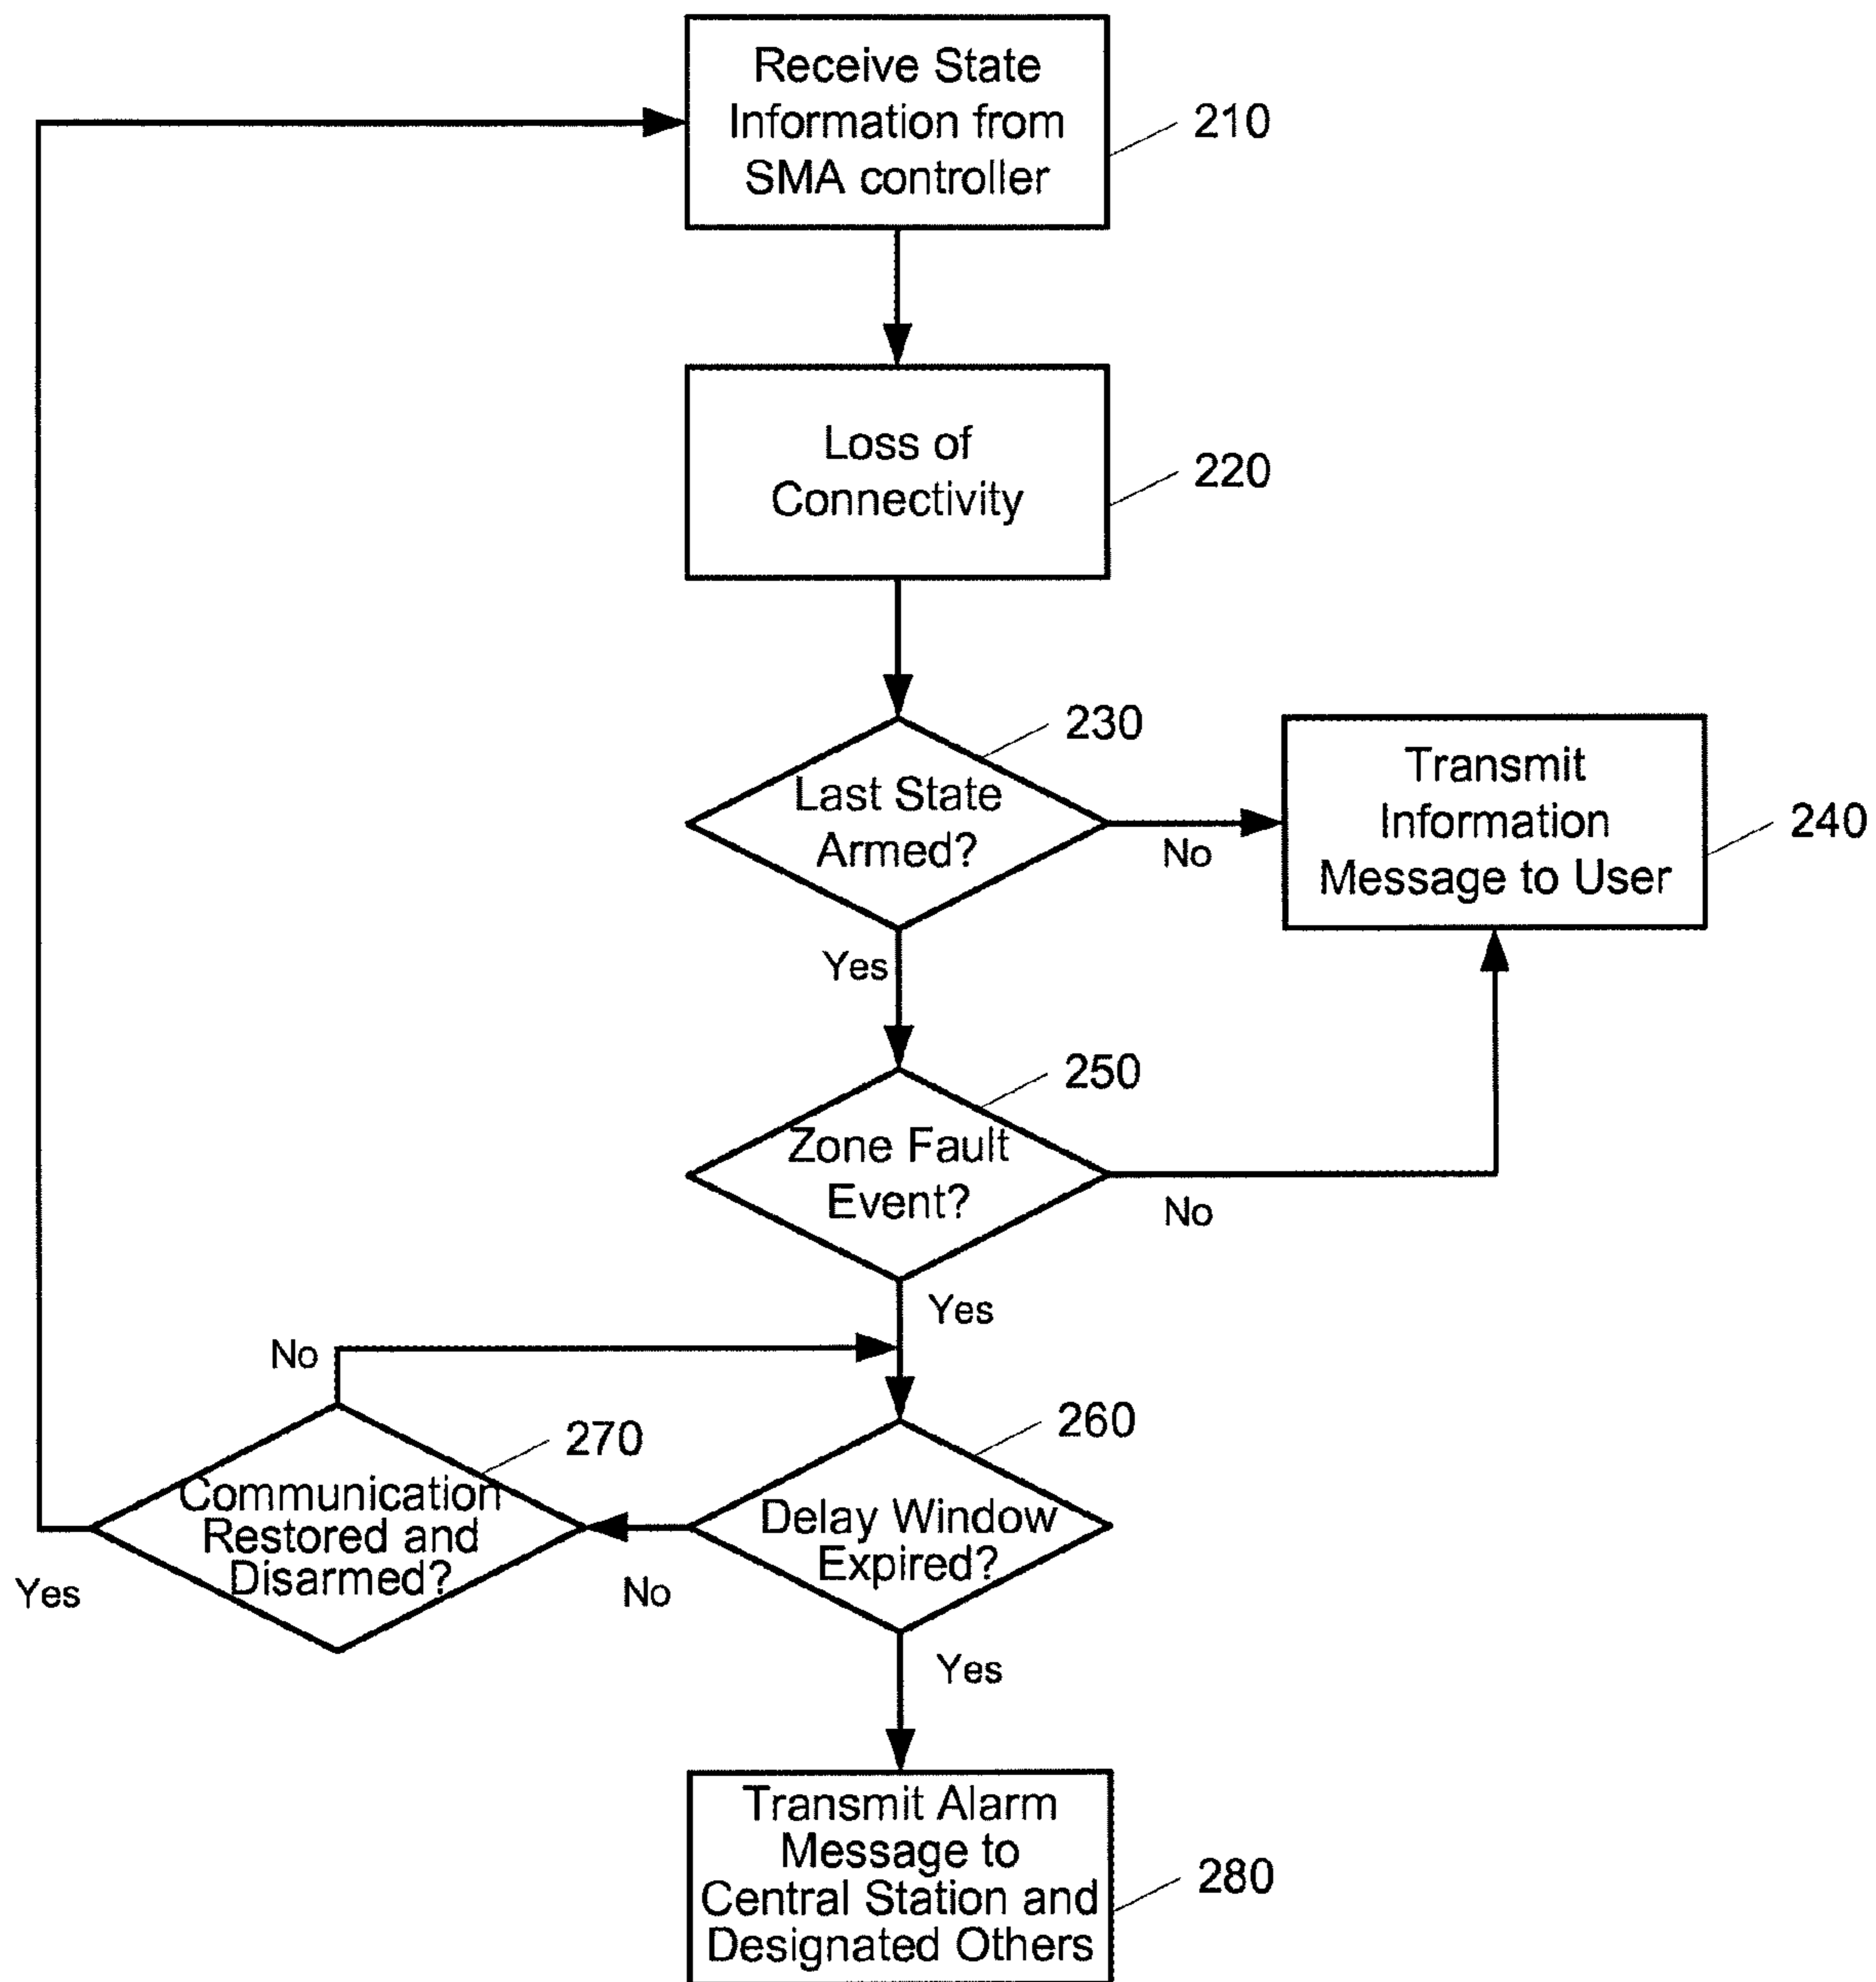 Receive State
Information from
SMA controller
210
Loss of
Connectivity
220
230
Last State
Armed?
No
Yes
Transmit
Information
Message to User
240
250
Zone Fault
Event?
No
Yes
No
260
Delay Window
Expired?
No
Yes
270
Communication
Restored and
Disarmed?
Yes
Transmit Alarm
Message to
Central Station and
Designated Others
280